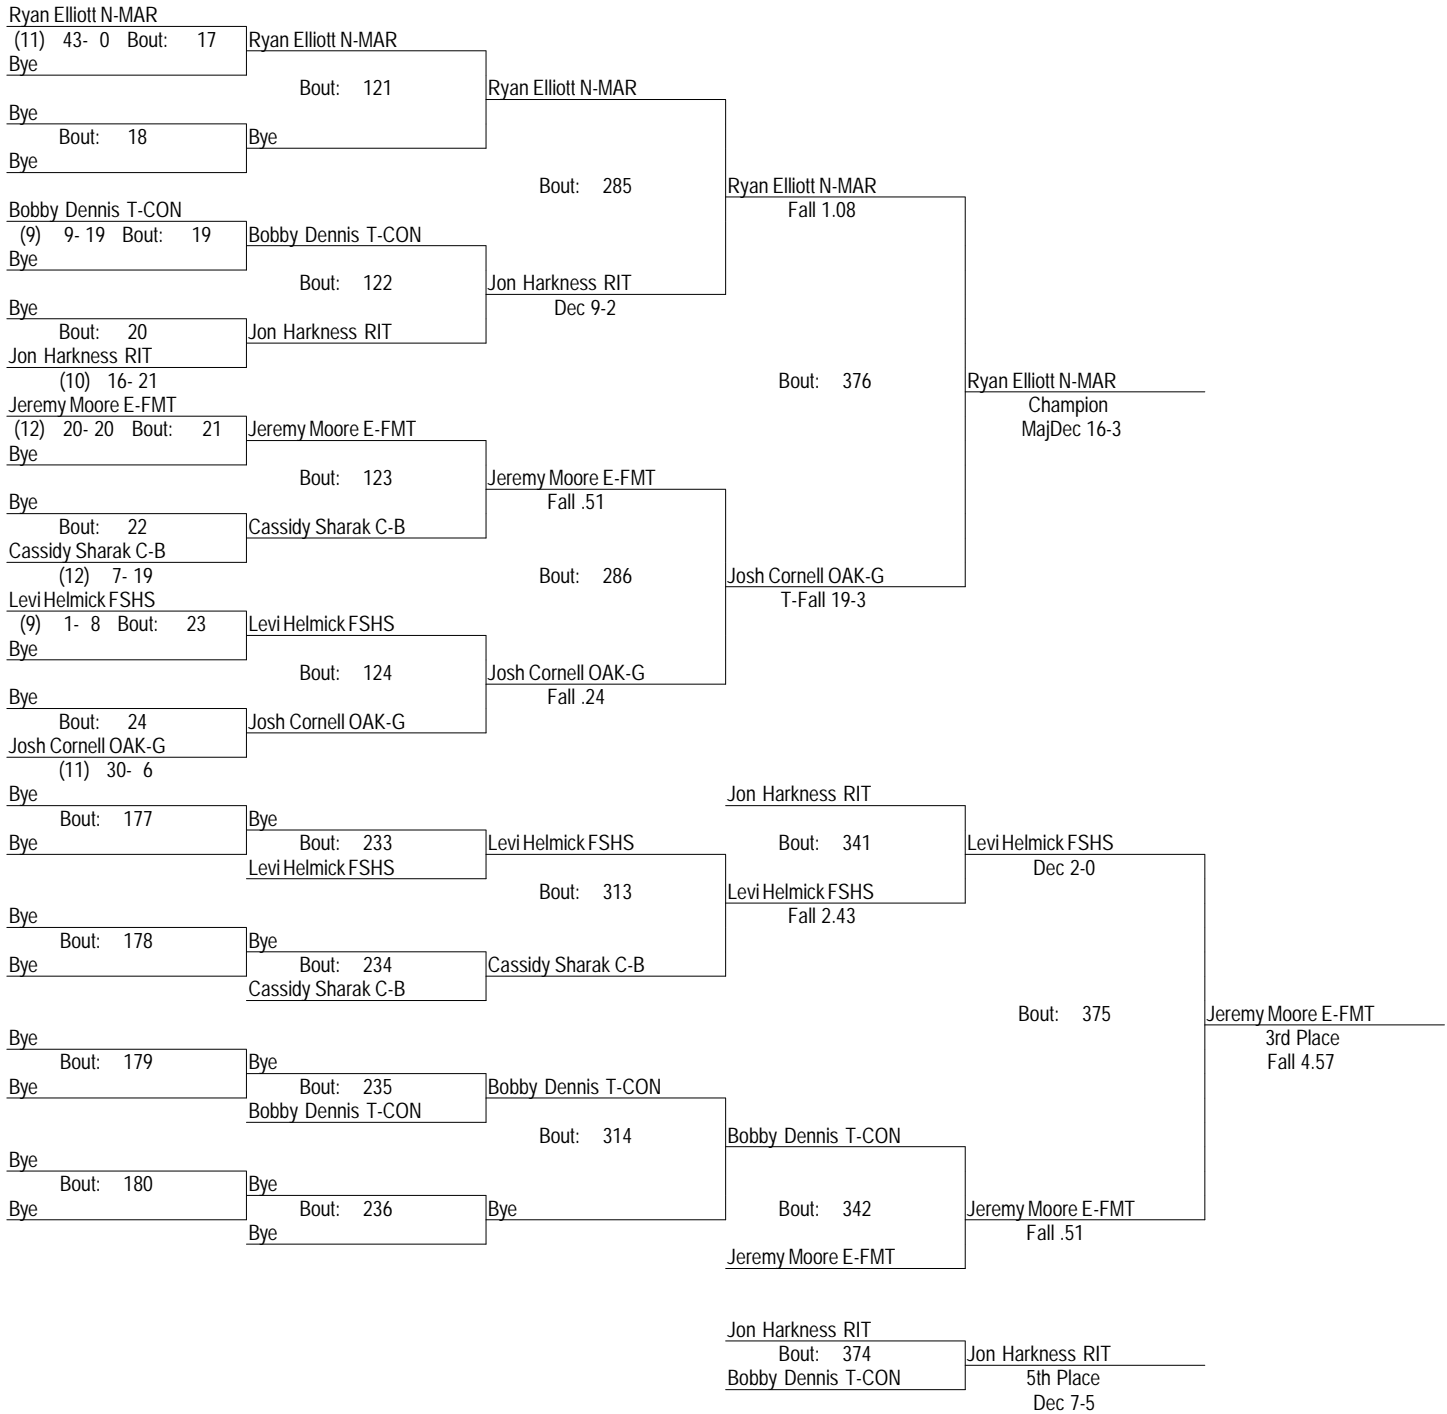 Ryan Elliott N-MAR
(11) 43- 0 Bout: 17 Ryan Elliott N-MAR
Bye
Bout: 121 Ryan Elliott N-MAR
Bye
Bout: 18 Bye
Bye
Bout: 285 Ryan Elliott N-MAR
Fall 1.08
Bobby Dennis T-CON
(9) 9- 19 Bout: 19 Bobby Dennis T-CON
Bye
Bout: 122 Jon Harkness RIT
Bye Dec 9-2
Bout: 20 Jon Harkness RIT
Jon Harkness RIT
(10) 16- 21 Bout: 376 Ryan Elliott N-MAR
Jeremy Moore E-FMT Champion
(12) 20- 20 Bout: 21 Jeremy Moore E-FMT MajDec 16-3
Bye
Bout: 123 Jeremy Moore E-FMT
Bye Fall .51
Bout: 22 Cassidy Sharak C-B
Cassidy Sharak C-B
(12) 7- 19 Bout: 286 Josh Cornell OAK-G
Levi Helmick FSHS T-Fall 19-3
(9) 1- 8 Bout: 23 Levi Helmick FSHS
Bye
Bout: 124 Josh Cornell OAK-G
Bye Fall .24
Bout: 24 Josh Cornell OAK-G
Josh Cornell OAK-G
(11) 30- 6
Bye Jon Harkness RIT
Bout: 177 Bye
Bye Bout: 233 Levi Helmick FSHS Bout: 341 Levi Helmick FSHS
Levi Helmick FSHS Dec 2-0
Bout: 313 Levi Helmick FSHS
Bye Fall 2.43
Bout: 178 Bye
Bye Bout: 234 Cassidy Sharak C-B
Cassidy Sharak C-B
Bout: 375 Jeremy Moore E-FMT
Bye 3rd Place
Bout: 179 Bye Fall 4.57
Bye Bout: 235 Bobby Dennis T-CON
Bobby Dennis T-CON
Bout: 314 Bobby Dennis T-CON
Bye
Bout: 180 Bye
Bye Bout: 236 Bye Bout: 342 Jeremy Moore E-FMT
Bye Fall .51
Jeremy Moore E-FMT
Jon Harkness RIT
Bout: 374 Jon Harkness RIT
Bobby Dennis T-CON 5th Place
Dec 7-5